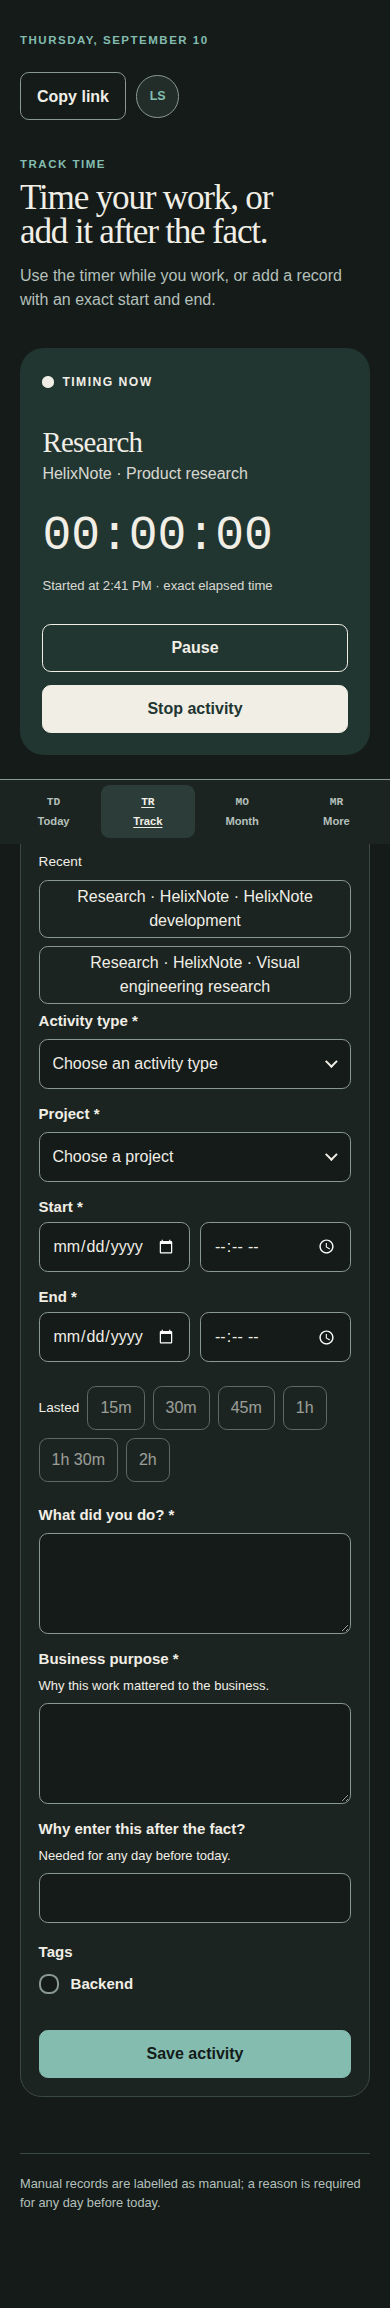 THURSDAY, SEPTEMBER 10
Copy link
LS
TRACK TIME
Time your work, or
add it after the fact.
Use the timer while you work, or add a record
with an exact start and end.
TIMING NOW
Research
HelixNote · Product research
00:00:00
Started at 2:41 PM · exact elapsed time
Pause
Stop activity
TD
Today
TR
Track
MO
Month
MR
More
Recent
Research · HelixNote · HelixNote
development
Research · HelixNote · Visual
engineering research
Activity type *
Choose an activity type
Project *
Choose a project
Start *
mm/dd/yyyy
--:-- --
End *
mm/dd/yyyy
--:-- --
Lasted
15m
30m
45m
1h
1h 30m
2h
What did you do? *
Business purpose *
Why this work mattered to the business.
Why enter this after the fact?
Needed for any day before today.
Tags
Backend
Save activity
Manual records are labelled as manual; a reason is required
for any day before today.